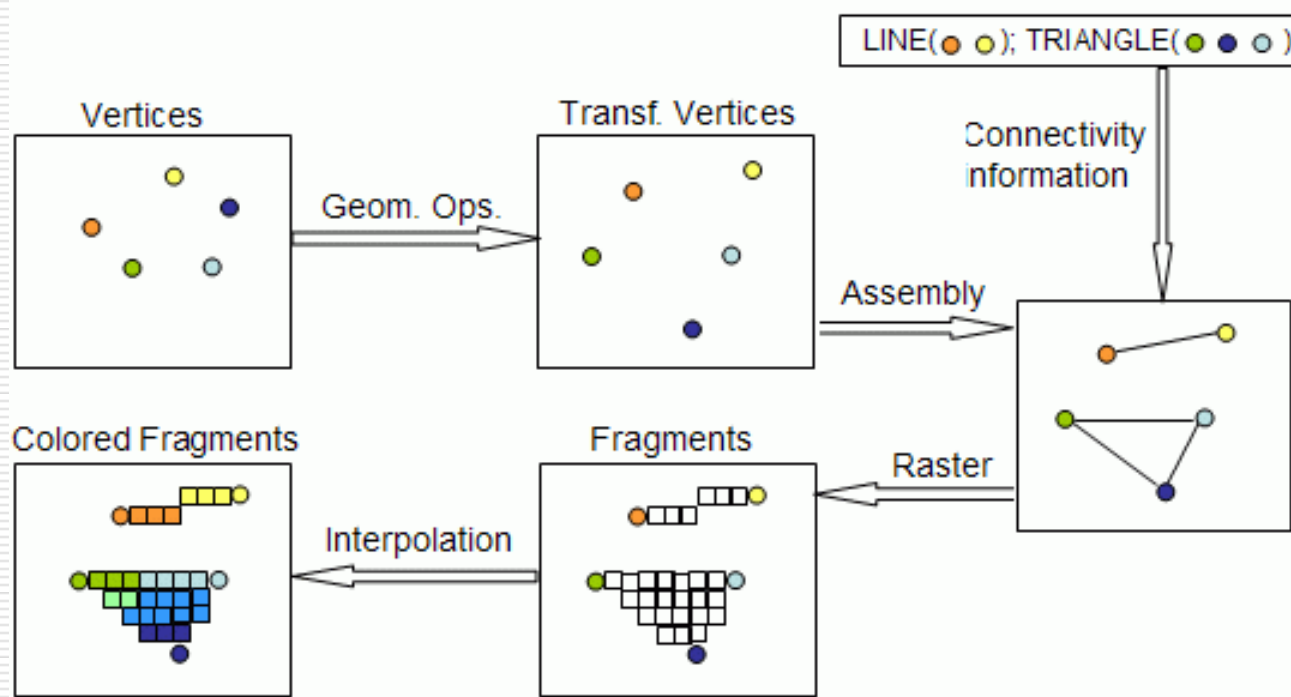 LINE( ); TRIANGLE( )
Vertices
Transf. Vertices
Connectivity
information
Geom. Ops.
Assembly
Colored Fragments
Fragments
Raster
Interpolation